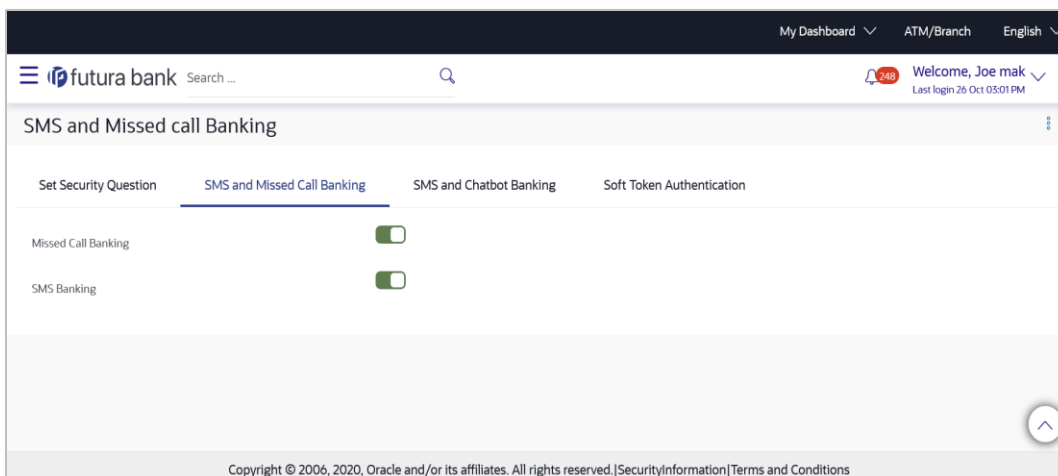 My Dashboard ATM/Branch English
futura bank Search ... 248 Welcome, Joe mak
Last login 26 Oct 03:01 PM
SMS and Missed call Banking
Set Security Question SMS and Missed Call Banking SMS and Chatbot Banking Soft Token Authentication
Missed Call Banking
SMS Banking
Copyright © 2006, 2020, Oracle and/or its affiliates. All rights reserved.|SecurityInformation|Terms and Conditions